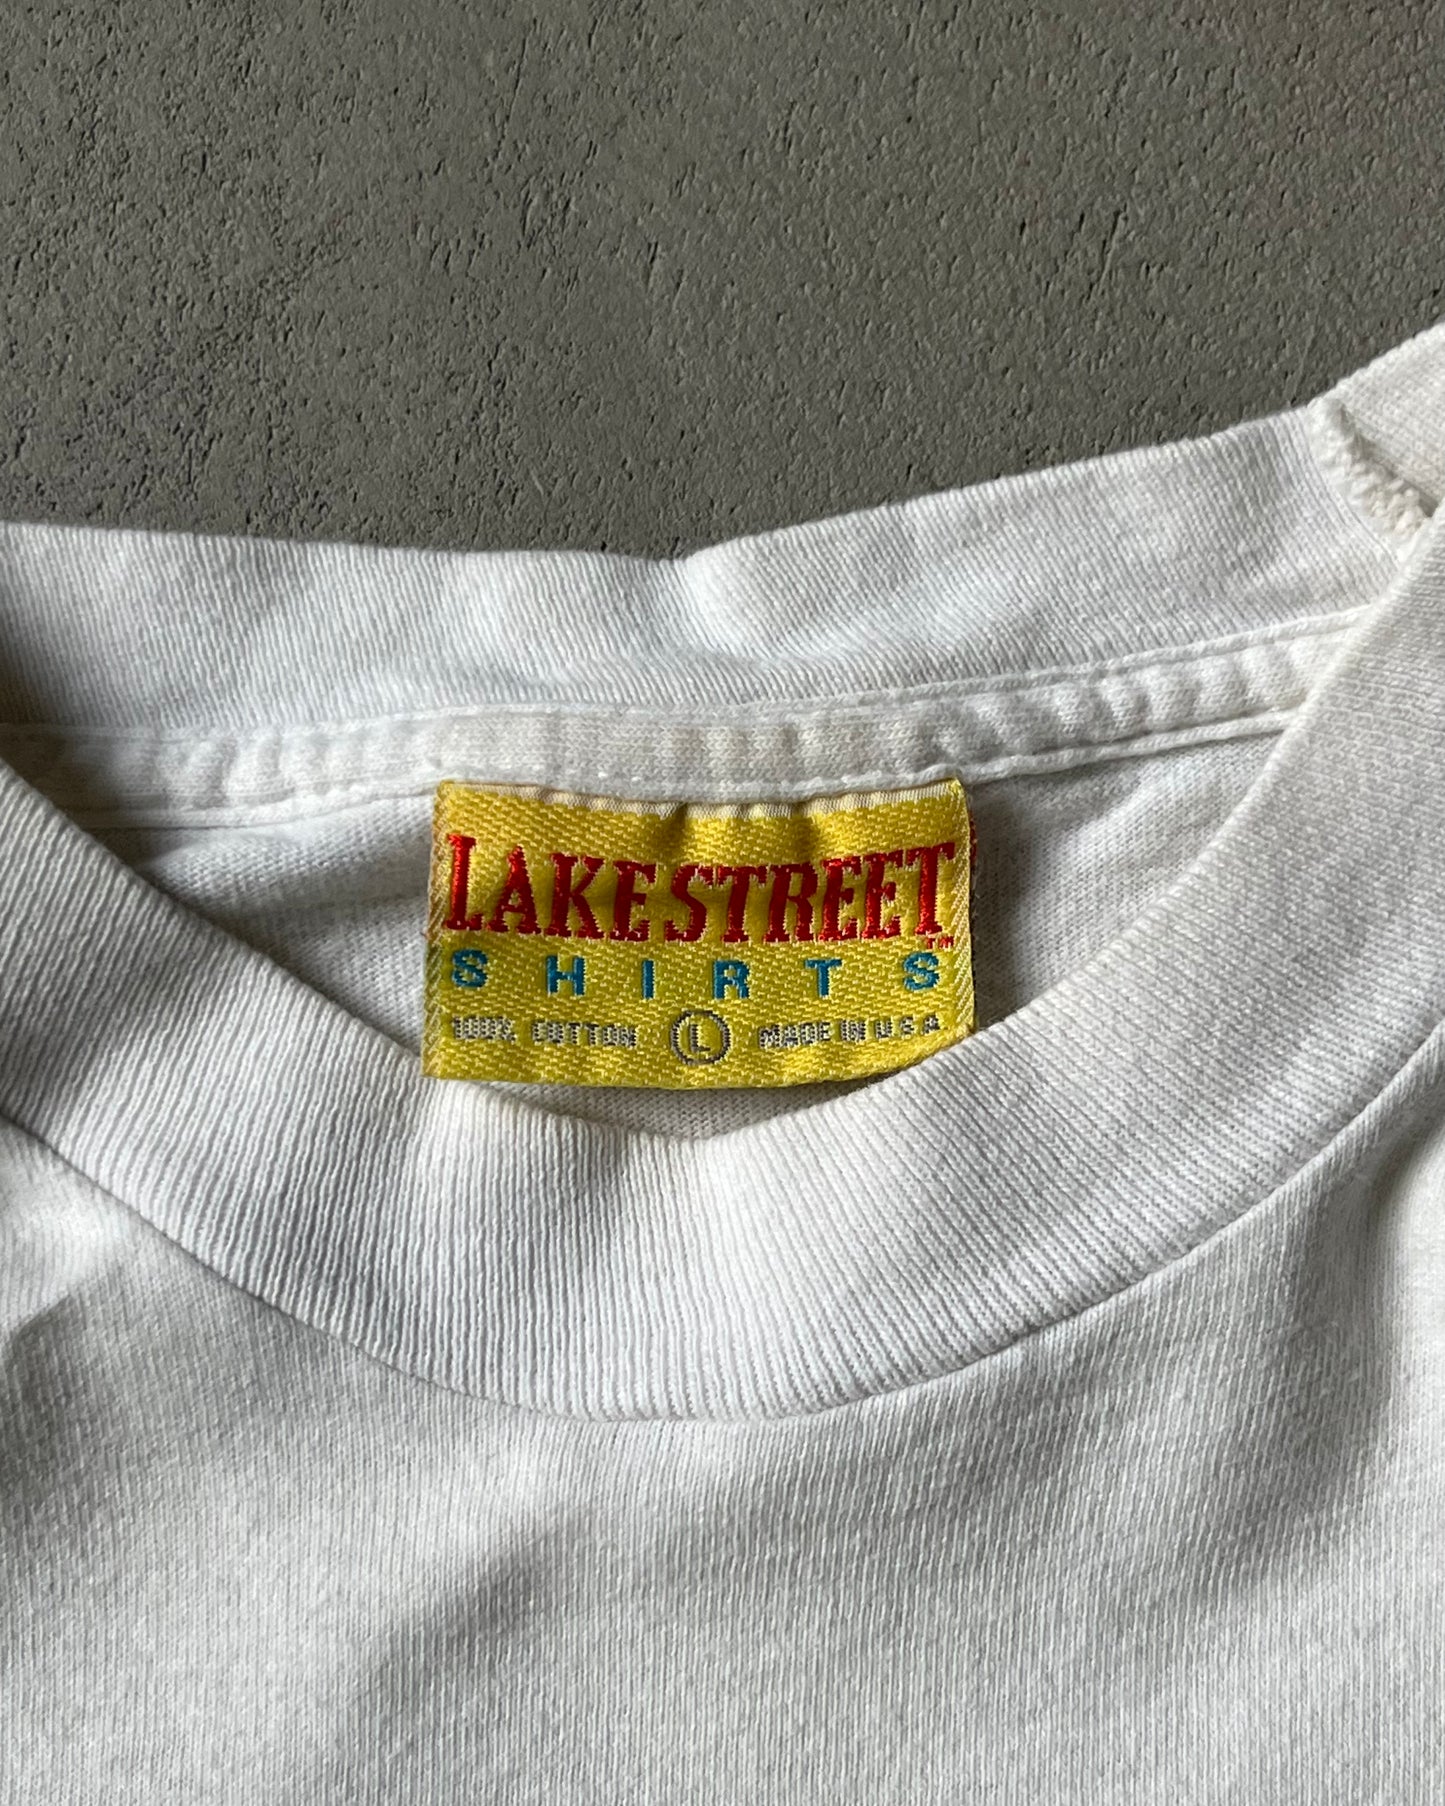 LAKE STREET™
SHIRTS
100% COTTON L MADE IN U.S.A